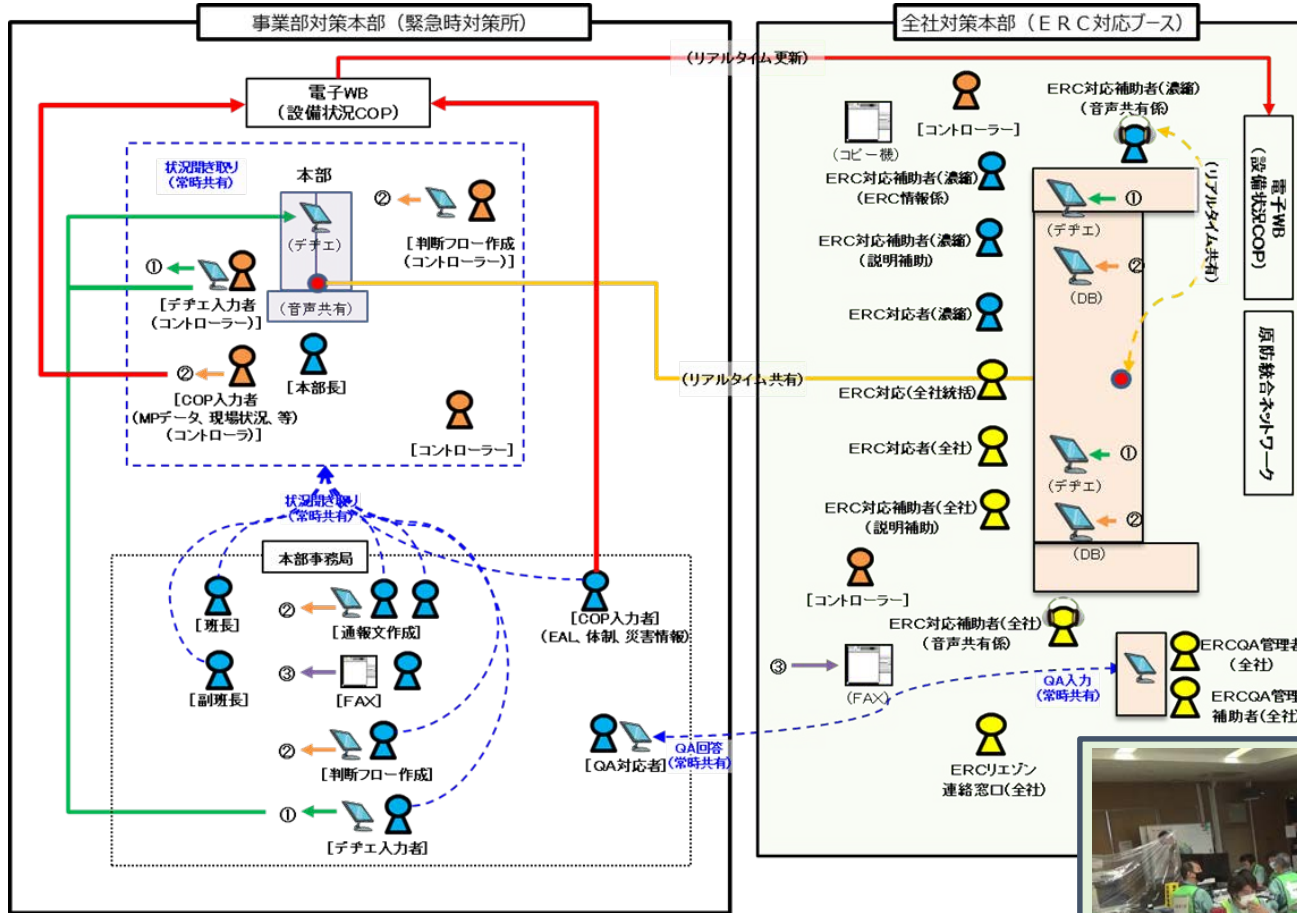 事業部対策本部（緊急時対策所）
電子WB
(設備状況COP)
状況聞き取り
(常時共有)
本部
(デヂエ)
②
[判断フロー作成
(コントローラー)]
①
[デヂエ入力者
(コントローラー)]
(音声共有)
[本部長]
②
[COP入力者
(MPデータ、現場状況、等)
(コントローラ)]
[コントローラー]
状況聞き取り
(常時共有)
本部事務局
[班長]
②
[通報文作成]
[COP入力者]
(EAL、体制、災害情報)
[副班長]
③
[FAX]
②
[判断フロー作成]
[QA対応者]
QA回答
(常時共有)
①
[デヂエ入力者]
(リアルタイム更新)
(リアルタイム共有)
全社対策本部（ＥＲＣ対応ブース）
[コントローラー]
ERC対応補助者(濃縮)
(音声共有係)
(コピー機)
ERC対応補助者(濃縮)
(ERC情報係)
ERC対応補助者(濃縮)
(説明補助)
ERC対応者(濃縮)
ERC対応(全社統括)
ERC対応者(全社)
ERC対応補助者(全社)
(説明補助)
[コントローラー]
ERC対応補助者(全社)
(音声共有係)
①
(デヂエ)
②
(DB)
①
(デヂエ)
②
(DB)
(リアルタイム共有)
電子WB
(設備状況COP)
原防統合ネットワーク
③
(FAX)
QA入力
(常時共有)
ERCQA管理者
(全社)
ERCQA管理
補助者(全社)
ERCリエゾン
連絡窓口(全社)